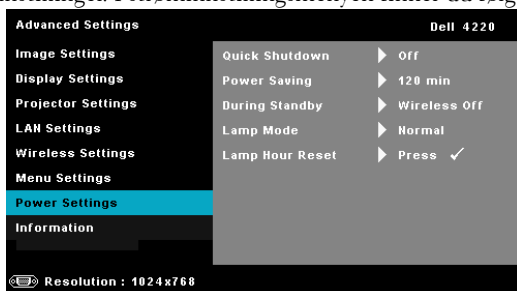 Advanced Settings Dell 4220
Image Settings Quick Shutdown Off
Display Settings Power Saving 120 min
Projector Settings During Standby Wireless Off
LAN Settings Lamp Mode Normal
Wireless Settings Lamp Hour Reset Press ✓
Menu Settings
Power Settings
Information
Resolution : 1024x768